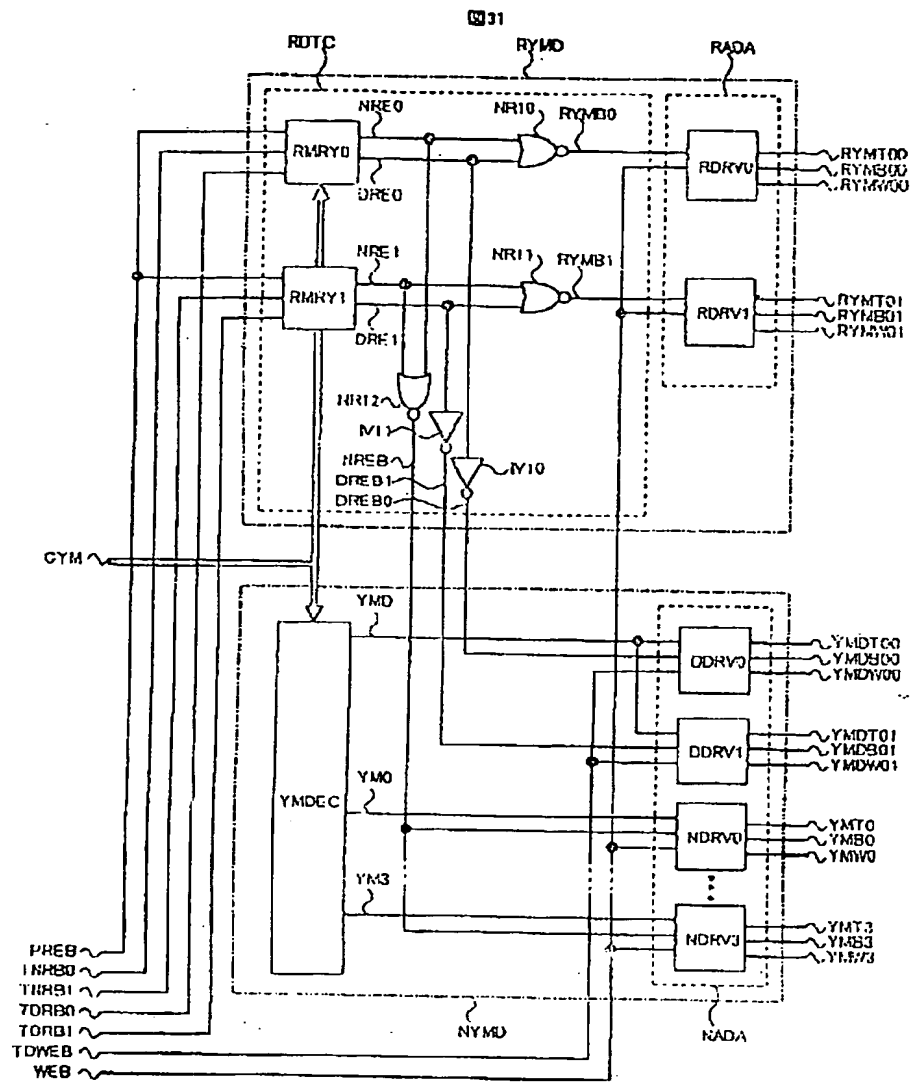 図31
RDTC
RYMD
RADA
NRE0
NR10
RYMB0
RMRY0
RDRV0
RYMT00
RYMB00
RYMW00
DRE0
NRE1
NR11
RYMB1
RMRY1
RDRV1
RYMT01
RYMB01
RYMW01
DRE1
NR12
IV11
NREB
IV10
DREB1
DREB0
CYM
YMD
DDRV0
YMDT00
YMDB00
YMDW00
DDRV1
YMDT01
YMDB01
YMDW01
YMDEC
YM0
NDRV0
YMT0
YMB0
YMW0
YM3
NDRV3
YMT3
YMB3
YMW3
PREB
TNRB0
TNRB1
TDRB0
TDRB1
TDWEB
WEB
NYMD
NADA